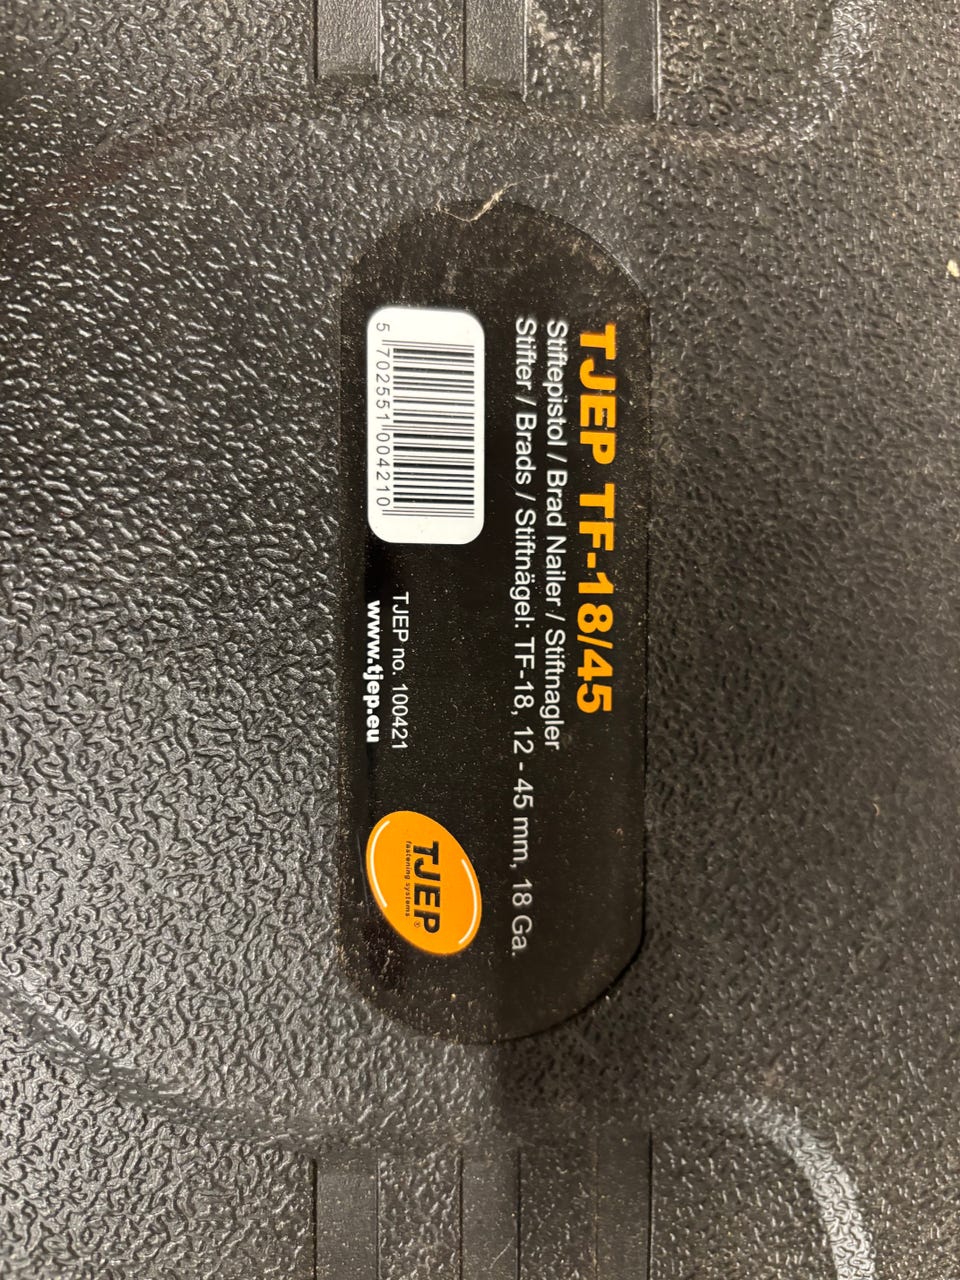 TJEP TF-18/45
Stiftepistol / Brad Nailer / Stiftnagler
Stifter / Brads / Stiftnägel: TF-18, 12 - 45 mm, 18 Ga.
5 702551 004210
TJEP no. 100421
www.tjep.eu
TJEP®
fastening systems